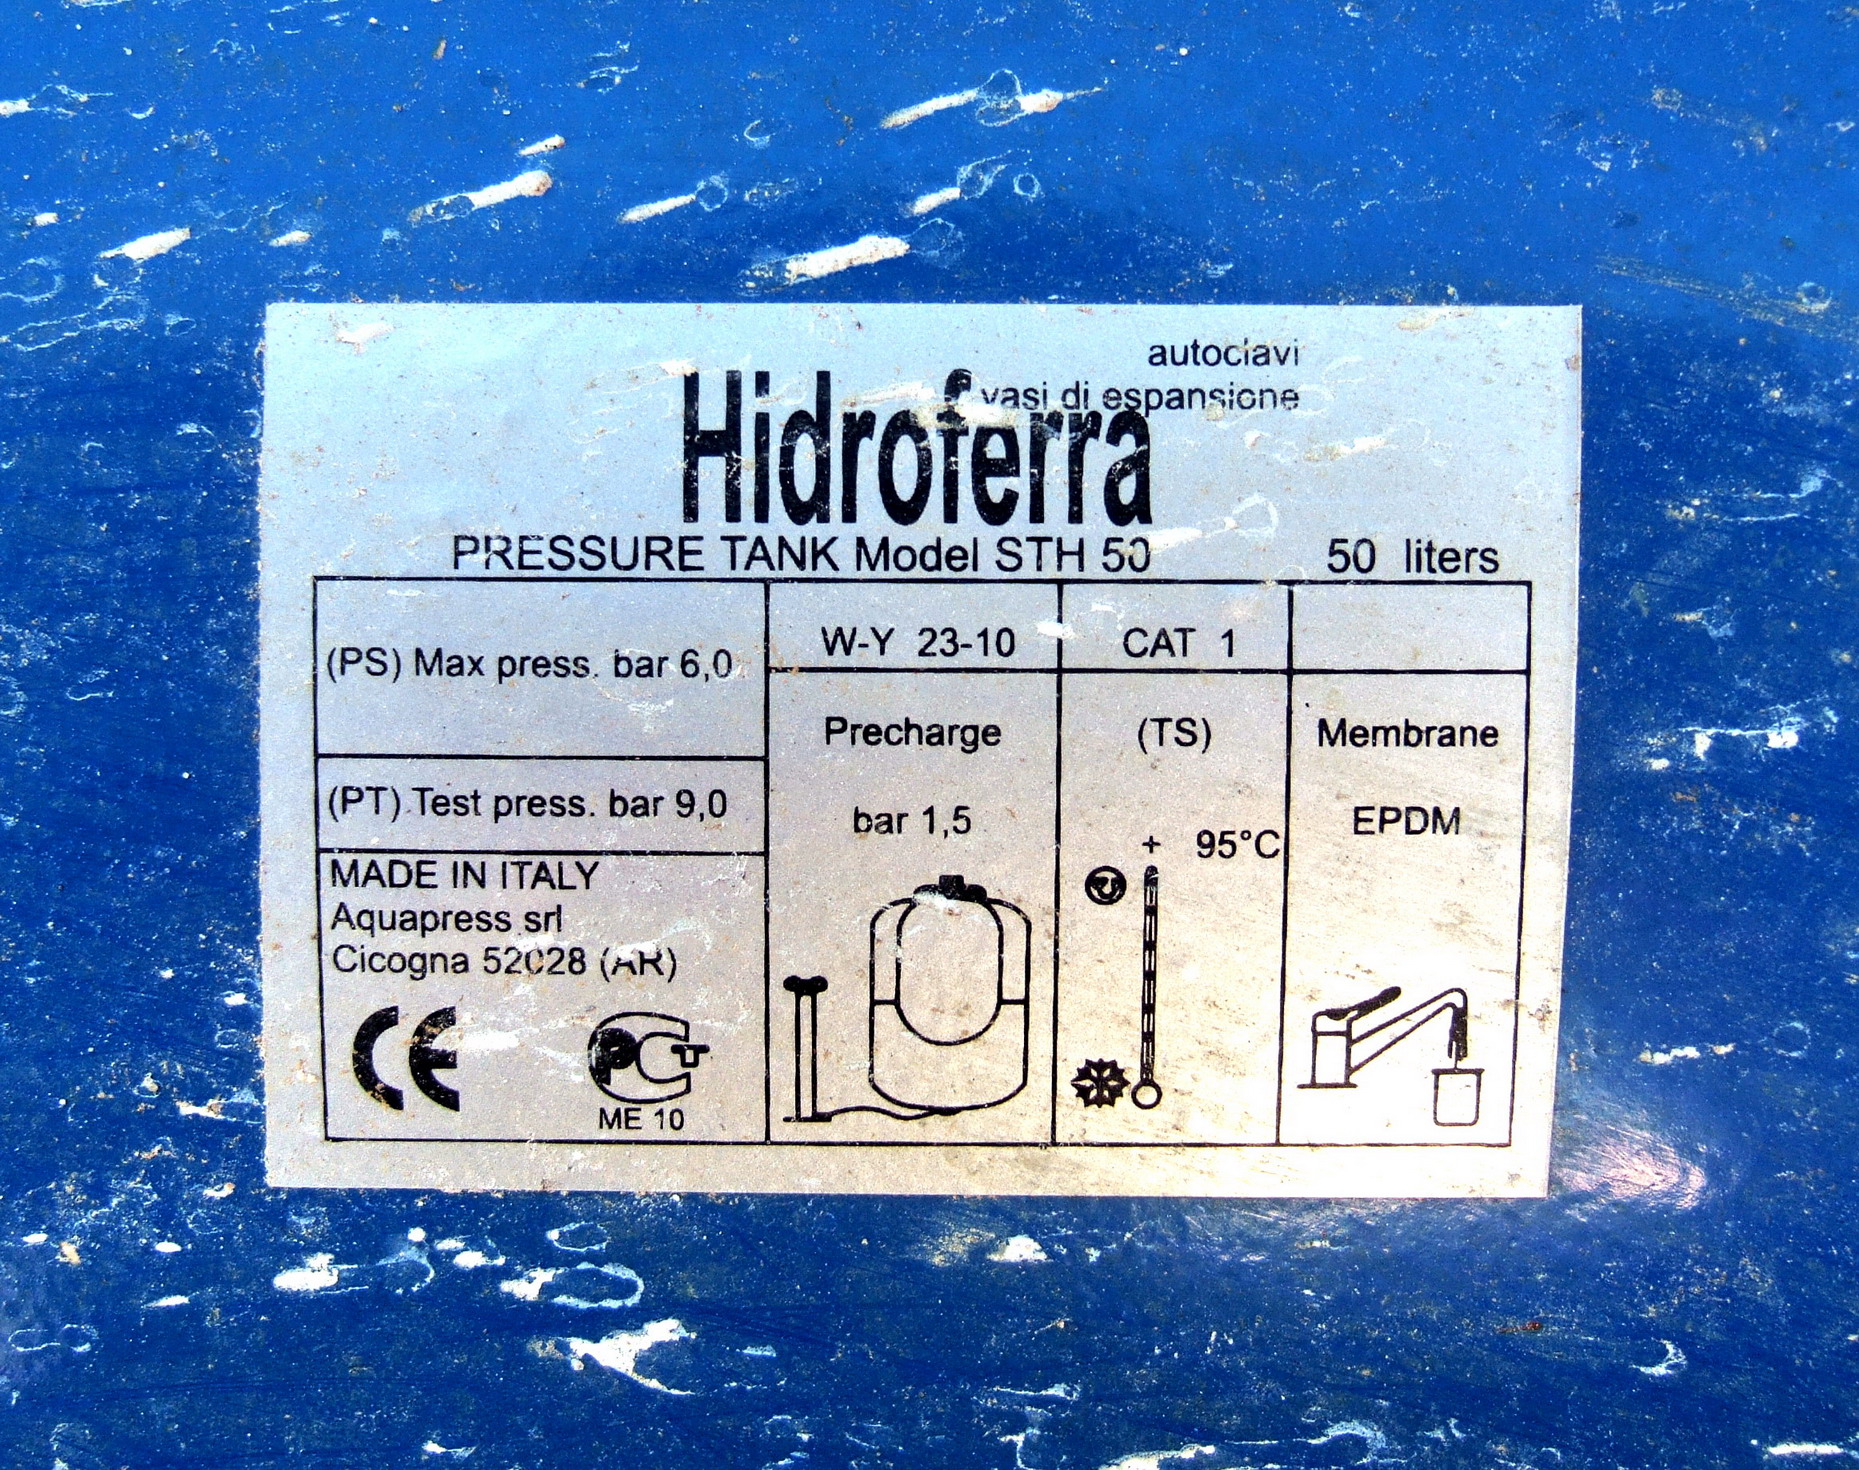 autoclavi
vasi di espansione
Hidroferra
PRESSURE TANK Model STH 50 50 liters
(PS) Max press. bar 6,0
W-Y 23-10
CAT 1
Precharge
bar 1,5
(TS)
+ 95°C
Membrane
EPDM
(PT) Test press. bar 9,0
MADE IN ITALY
Aquapress srl
Cicogna 52028 (AR)
CE
PCT
ME 10